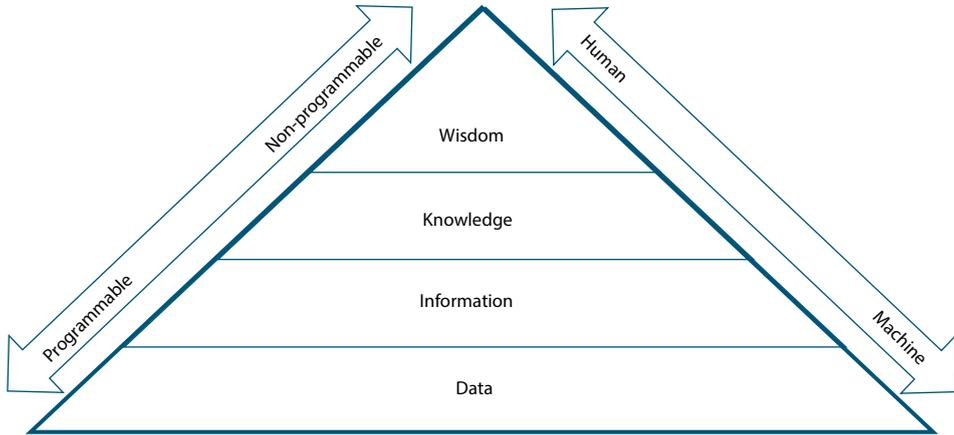 Non-programmable
Human
Wisdom
Knowledge
Programmable
Information
Machine
Data